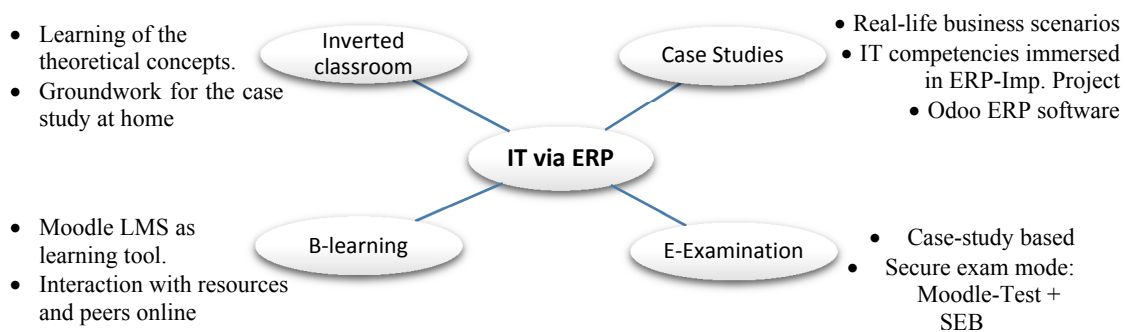 • Learning of the
theoretical concepts.
• Groundwork for the case
study at home
Inverted
classroom
Case Studies
• Real-life business scenarios
• IT competencies immersed
in ERP-Imp. Project
• Odoo ERP software
IT via ERP
• Moodle LMS as
learning tool.
• Interaction with resources
and peers online
B-learning
E-Examination
• Case-study based
• Secure exam mode:
Moodle-Test +
SEB